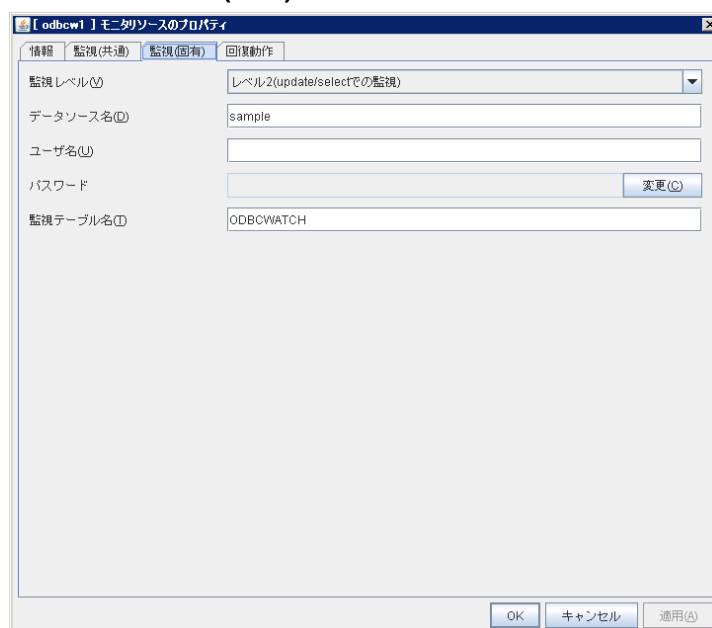 [ odbcw1 ] モニタリソースのプロパティ
情報 監視(共通) 監視(固有) 回復動作
監視レベル(V) レベル2(update/selectでの監視)
データソース名(D) sample
ユーザ名(U)
パスワード 変更(C)
監視テーブル名(T) ODBCWATCH
OK キャンセル 適用(A)